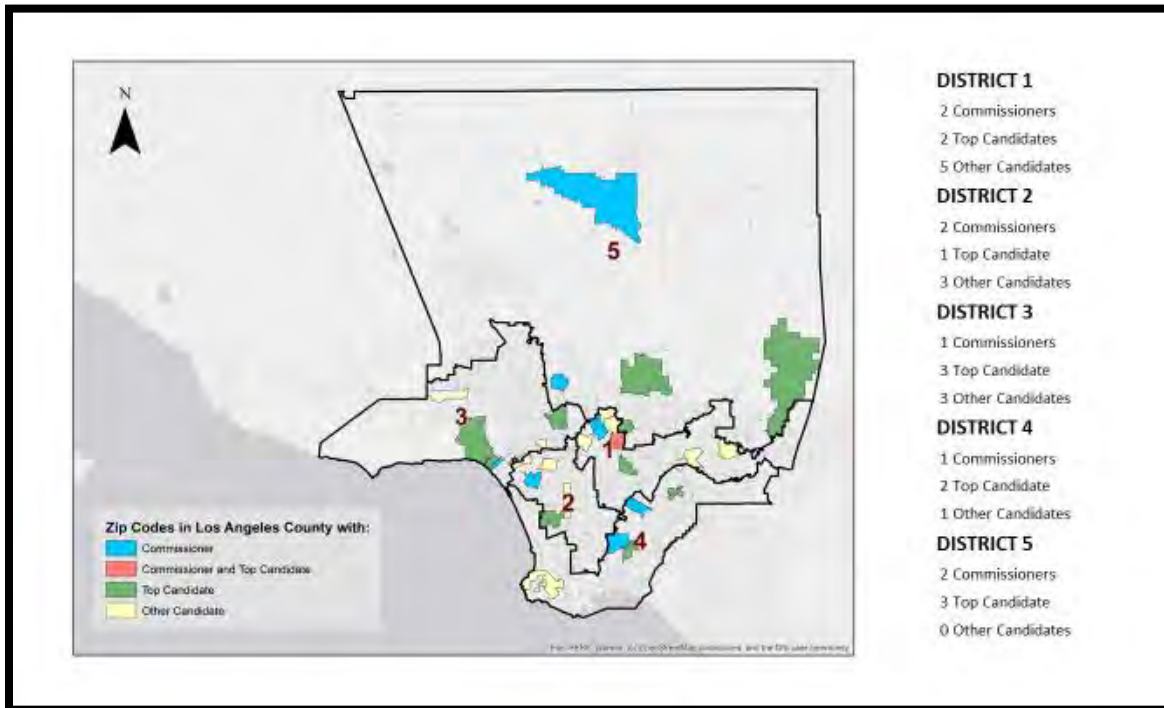 N
5
3
1
2
4
Zip Codes in Los Angeles County with:
Commissioner
Commissioner and Top Candidate
Top Candidate
Other Candidate
DISTRICT 1
2 Commissioners
2 Top Candidates
5 Other Candidates
DISTRICT 2
2 Commissioners
1 Top Candidate
3 Other Candidates
DISTRICT 3
1 Commissioners
3 Top Candidate
3 Other Candidates
DISTRICT 4
1 Commissioners
2 Top Candidate
1 Other Candidates
DISTRICT 5
2 Commissioners
3 Top Candidate
0 Other Candidates